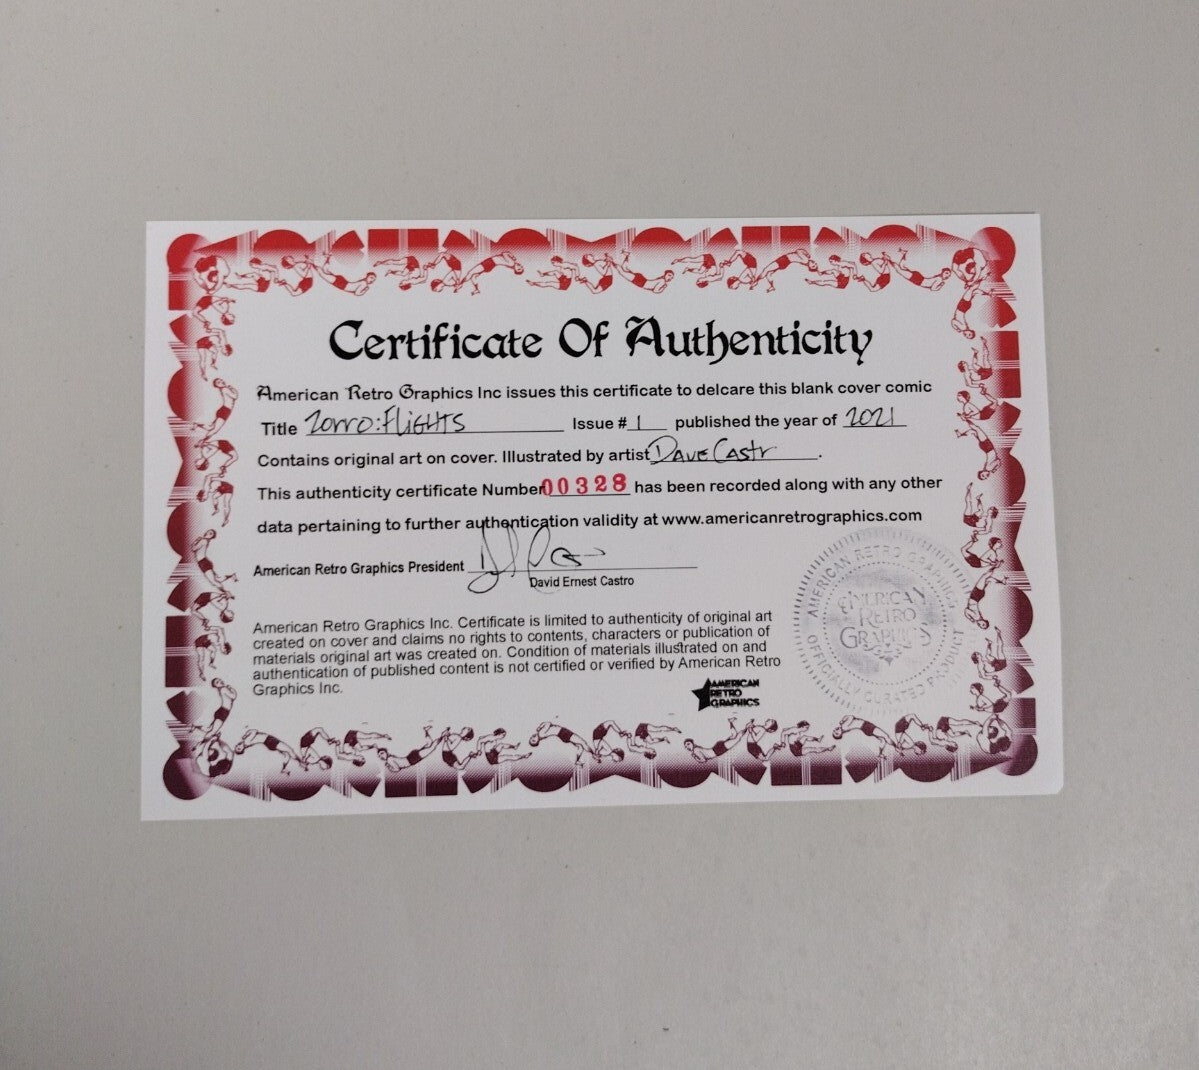 Certificate Of Authenticity
American Retro Graphics Inc issues this certificate to delcare this blank cover comic
Title Zorro: FLiGHTS Issue # 1 published the year of 2021
Contains original art on cover. Illustrated by artist Dave Castr.
This authenticity certificate Number 00328 has been recorded along with any other
data pertaining to further authentication validity at www.americanretrographics.com
American Retro Graphics President
David Ernest Castro
American Retro Graphics Inc. Certificate is limited to authenticity of original art
created on cover and claims no rights to contents, characters or publication of
materials original art was created on. Condition of materials illustrated on and
authentication of published content is not certified or verified by American Retro
Graphics Inc.
AMERICAN
RETRO
GRAPHICS
AMERICAN RETRO GRAPHICS
AMERICAN
RETRO
GRAPHICS
OFFICIALLY CURATED PRODUCT